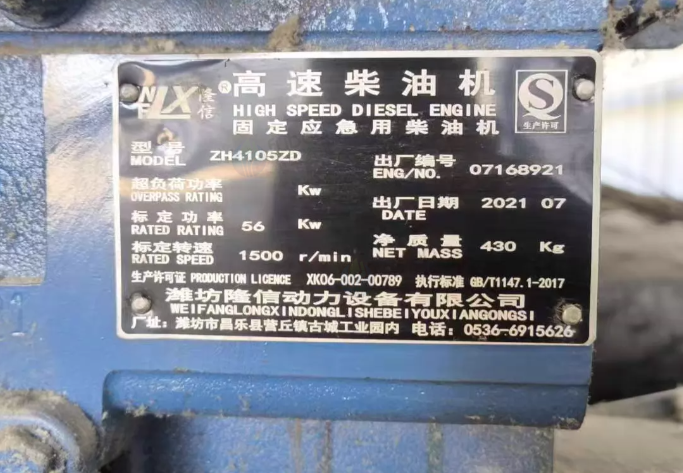 LX 隆信® 高速柴油机
HIGH SPEED DIESEL ENGINE
固定应急用柴油机
生产许可
型号 MODEL ZH4105ZD 出厂编号 ENG/NO. 07168921
超负荷功率 OVERPASS RATING Kw 出厂日期 DATE 2021 07
标定功率 RATED RATING 56 Kw 净质量 NET MASS 430 Kg
标定转速 RATED SPEED 1500 r/min
生产许可证 PRODUCTION LICENCE XK06-002-00789 执行标准 GB/T1147.1-2017
潍坊隆信动力设备有限公司
WEIFANGLONGXINDONGLISHEBEIYOUXIANGONGSI
厂址：潍坊市昌乐县营丘镇古城工业园内 电话：0536-6915626